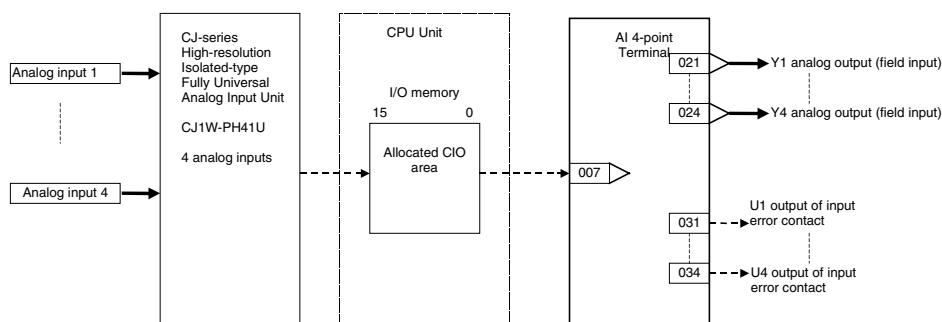 Analog input 1
Analog input 4
CJ-series
High-resolution
Isolated-type
Fully Universal
Analog Input Unit
CJ1W-PH41U
4 analog inputs
CPU Unit
I/O memory
15 0
Allocated CIO
area
AI 4-point
Terminal
007
021
024
031
034
Y1 analog output (field input)
Y4 analog output (field input)
U1 output of input
error contact
U4 output of input
error contact